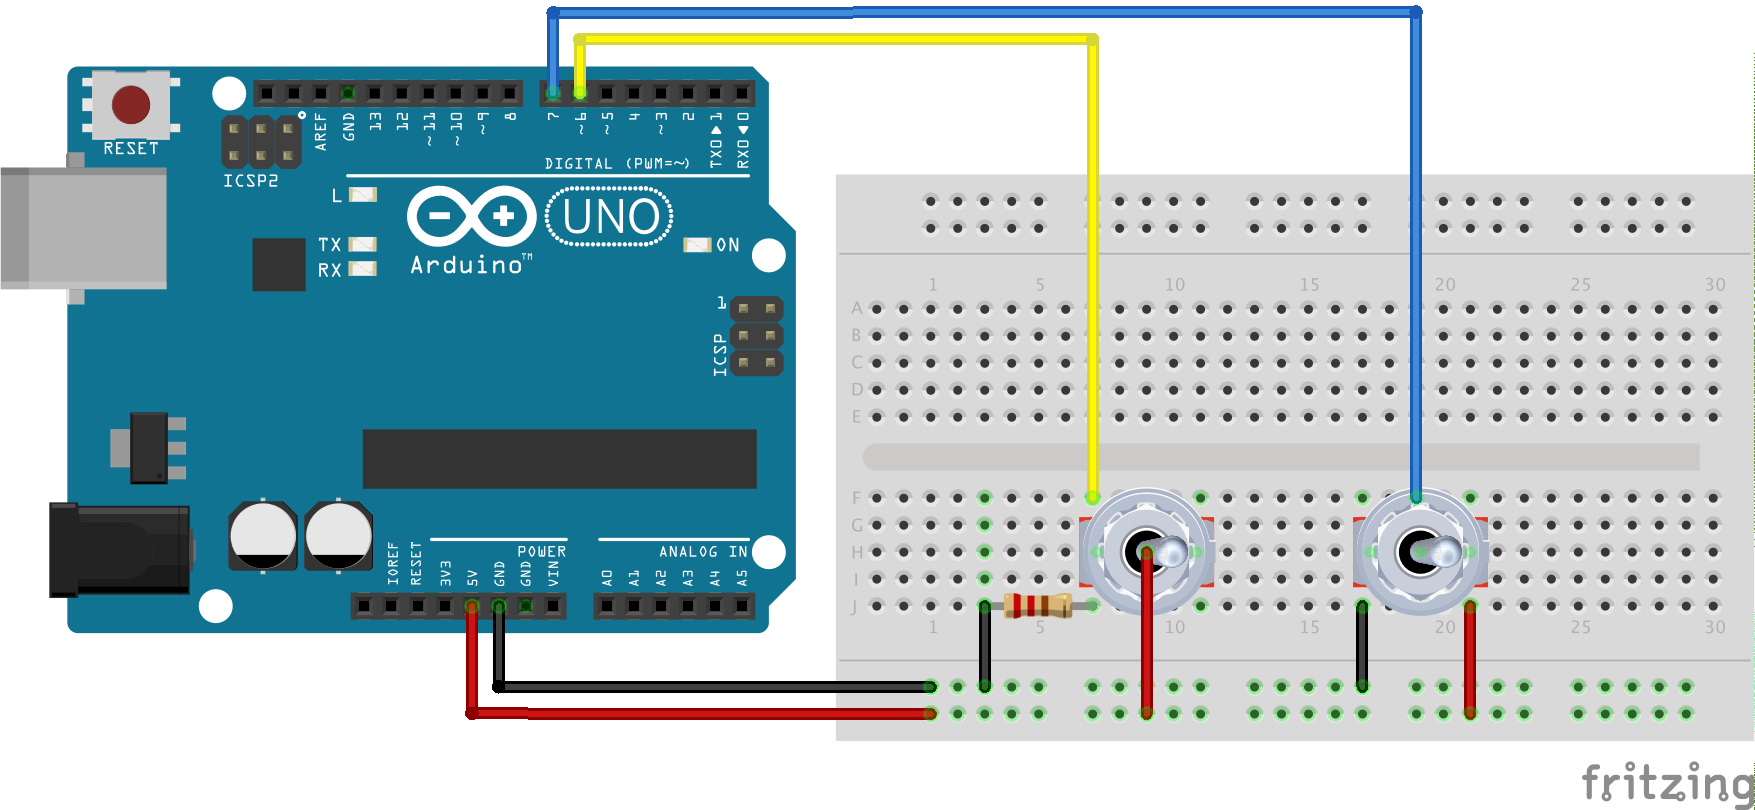 RESET
ICSP2
AREF
GND
13
12
~11
~10
~9
8
7
~6
~5
4
~3
2
TX0▶1
RX0◀0
DIGITAL (PWM=~)
L
TX
RX
UNO
ON
Arduino™
1
ICSP
IOREF
RESET
3V3
5V
GND
GND
VIN
POWER
ANALOG IN
A0
A1
A2
A3
A4
A5
1 5 10 15 20 25 30
A
B
C
D
E
F
G
H
I
J
1 5 10 15 20 25 30
fritzing